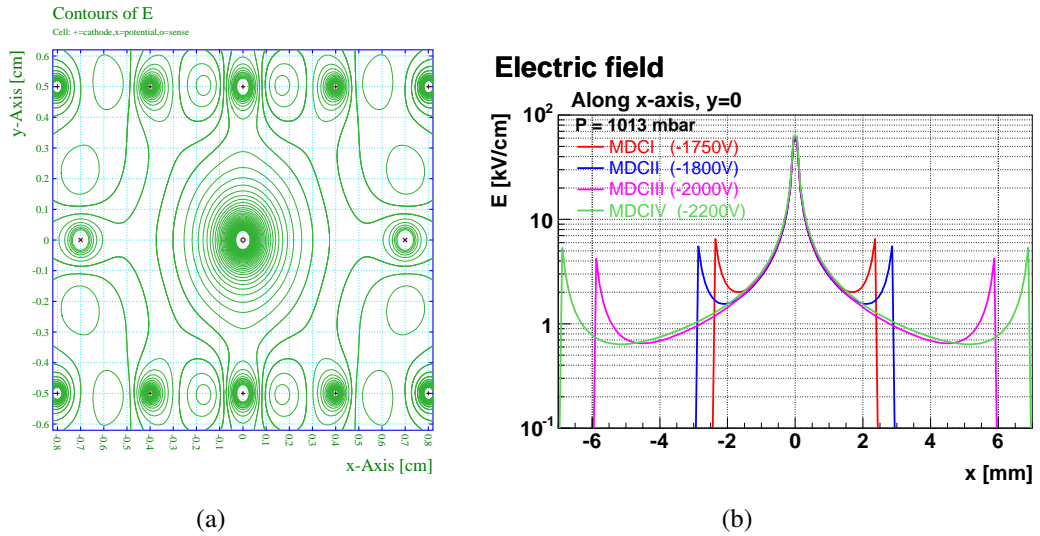 Contours of E
Cell: +=cathode,x=potential,o=sense
y-Axis [cm]
0.6
0.5
0.4
0.3
0.2
0.1
0
-0.1
-0.2
-0.3
-0.4
-0.5
-0.6
-0.8
-0.7
-0.6
-0.5
-0.4
-0.3
-0.2
-0.1
0
0.1
0.2
0.3
0.4
0.5
0.6
0.7
0.8
x-Axis [cm]
(a)
Electric field
Along x-axis, y=0
P = 1013 mbar
MDCI (-1750V)
MDCII (-1800V)
MDCIII (-2000V)
MDCIV (-2200V)
E [kV/cm]
10²
10
1
10⁻¹
-6 -4 -2 0 2 4 6
x [mm]
(b)